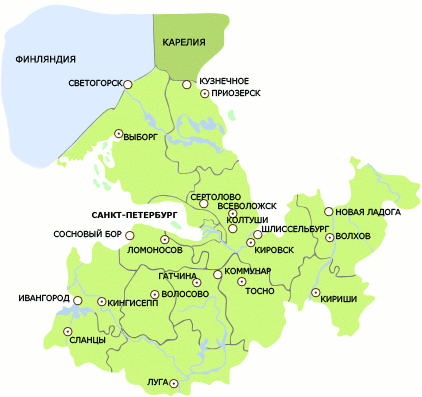 КАРЕЛИЯ
ФИНЛЯНДИЯ
СВЕТОГОРСК
КУЗНЕЧНОЕ
ПРИОЗЕРСК
ВЫБОРГ
СЕРТОЛОВО
ВСЕВОЛОЖСК
САНКТ-ПЕТЕРБУРГ
НОВАЯ ЛАДОГА
КОЛТУШИ
ШЛИССЕЛЬБУРГ
СОСНОВЫЙ БОР
ВОЛХОВ
ЛОМОНОСОВ
КИРОВСК
ГАТЧИНА
КОММУНАР
ТОСНО
ВОЛОСОВО
ИВАНГОРОД
КИНГИСЕПП
КИРИШИ
СЛАНЦЫ
ЛУГА